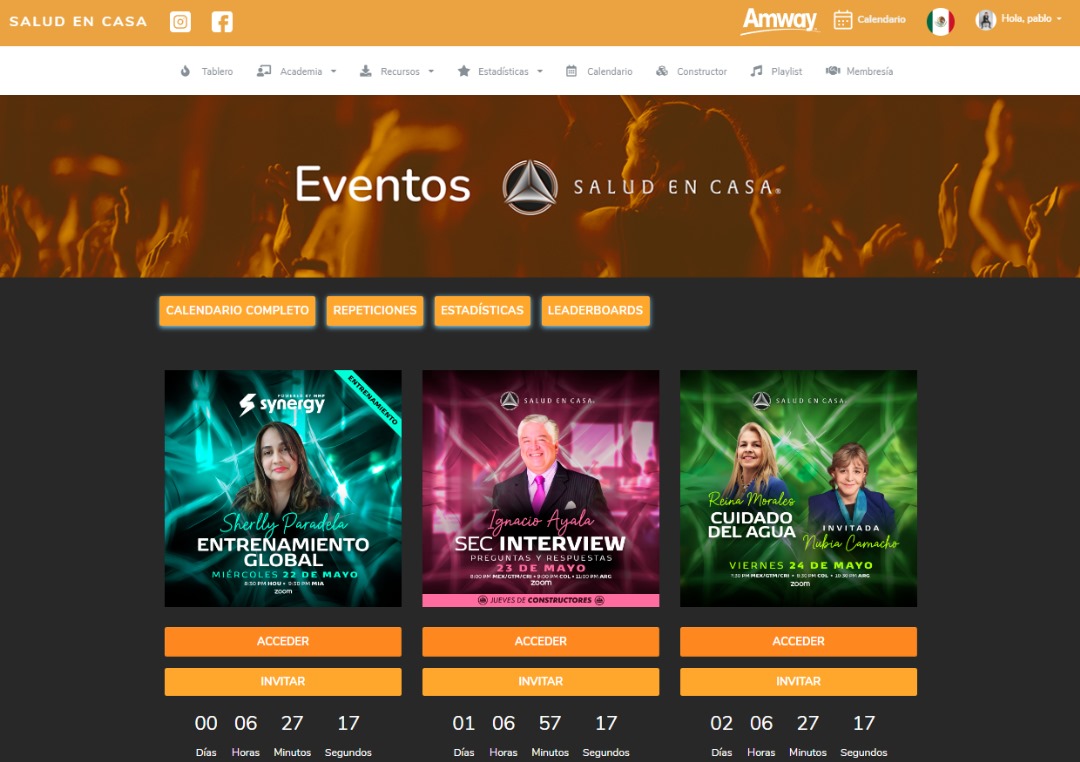 SALUD EN CASA
Amway
Calendario
Hola, pablo
Tablero
Academia
Recursos
Estadísticas
Calendario
Constructor
Playlist
Membresía
Eventos
SALUD EN CASA
CALENDARIO COMPLETO
REPETICIONES
ESTADÍSTICAS
LEADERBOARDS
ENTRENAMIENTO
synergy
Sherlly Paradela
ENTRENAMIENTO
GLOBAL
MIÉRCOLES 22 DE MAYO
8:30 PM HOU • 9:30 PM MIA
zoom
SALUD EN CASA
Ignacio Ayala
SEC INTERVIEW
PREGUNTAS Y RESPUESTAS
23 DE MAYO
8:00 PM MEX/GTM/CRI • 9:00 PM COL • 11:00 PM ARG
zoom
JUEVES DE CONSTRUCTORES
SALUD EN CASA
Reina Morales
CUIDADO
DEL AGUA
INVITADA
Nubia Camacho
VIERNES 24 DE MAYO
7:30 PM MEX/GTM/CRI • 8:30 PM COL • 10:30 PM ARG
zoom
ACCEDER
ACCEDER
ACCEDER
INVITAR
INVITAR
INVITAR
00 06 27 17
Días Horas Minutos Segundos
01 06 57 17
Días Horas Minutos Segundos
02 06 27 17
Días Horas Minutos Segundos